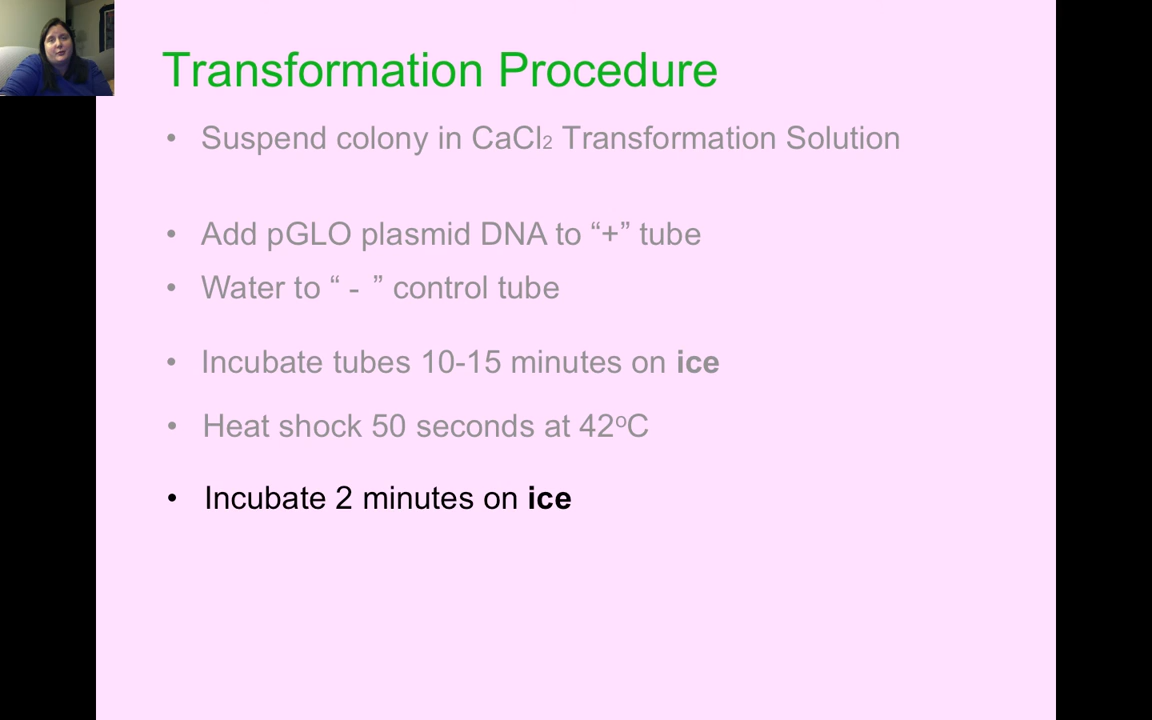 Transformation Procedure
• Suspend colony in CaCl₂ Transformation Solution
• Add pGLO plasmid DNA to “+” tube
• Water to “ - ” control tube
• Incubate tubes 10-15 minutes on ice
• Heat shock 50 seconds at 42ºC
• Incubate 2 minutes on ice